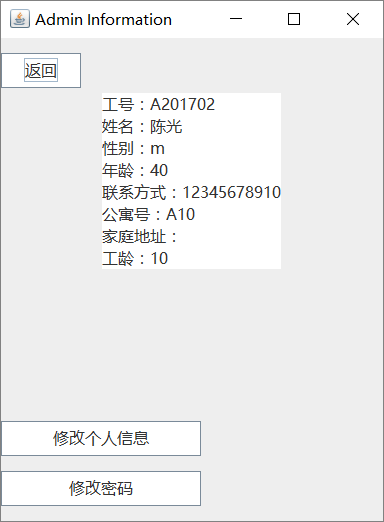 Admin Information
返回
工号：A201702
姓名：陈光
性别：m
年龄：40
联系方式：12345678910
公寓号：A10
家庭地址：
工龄：10
修改个人信息
修改密码